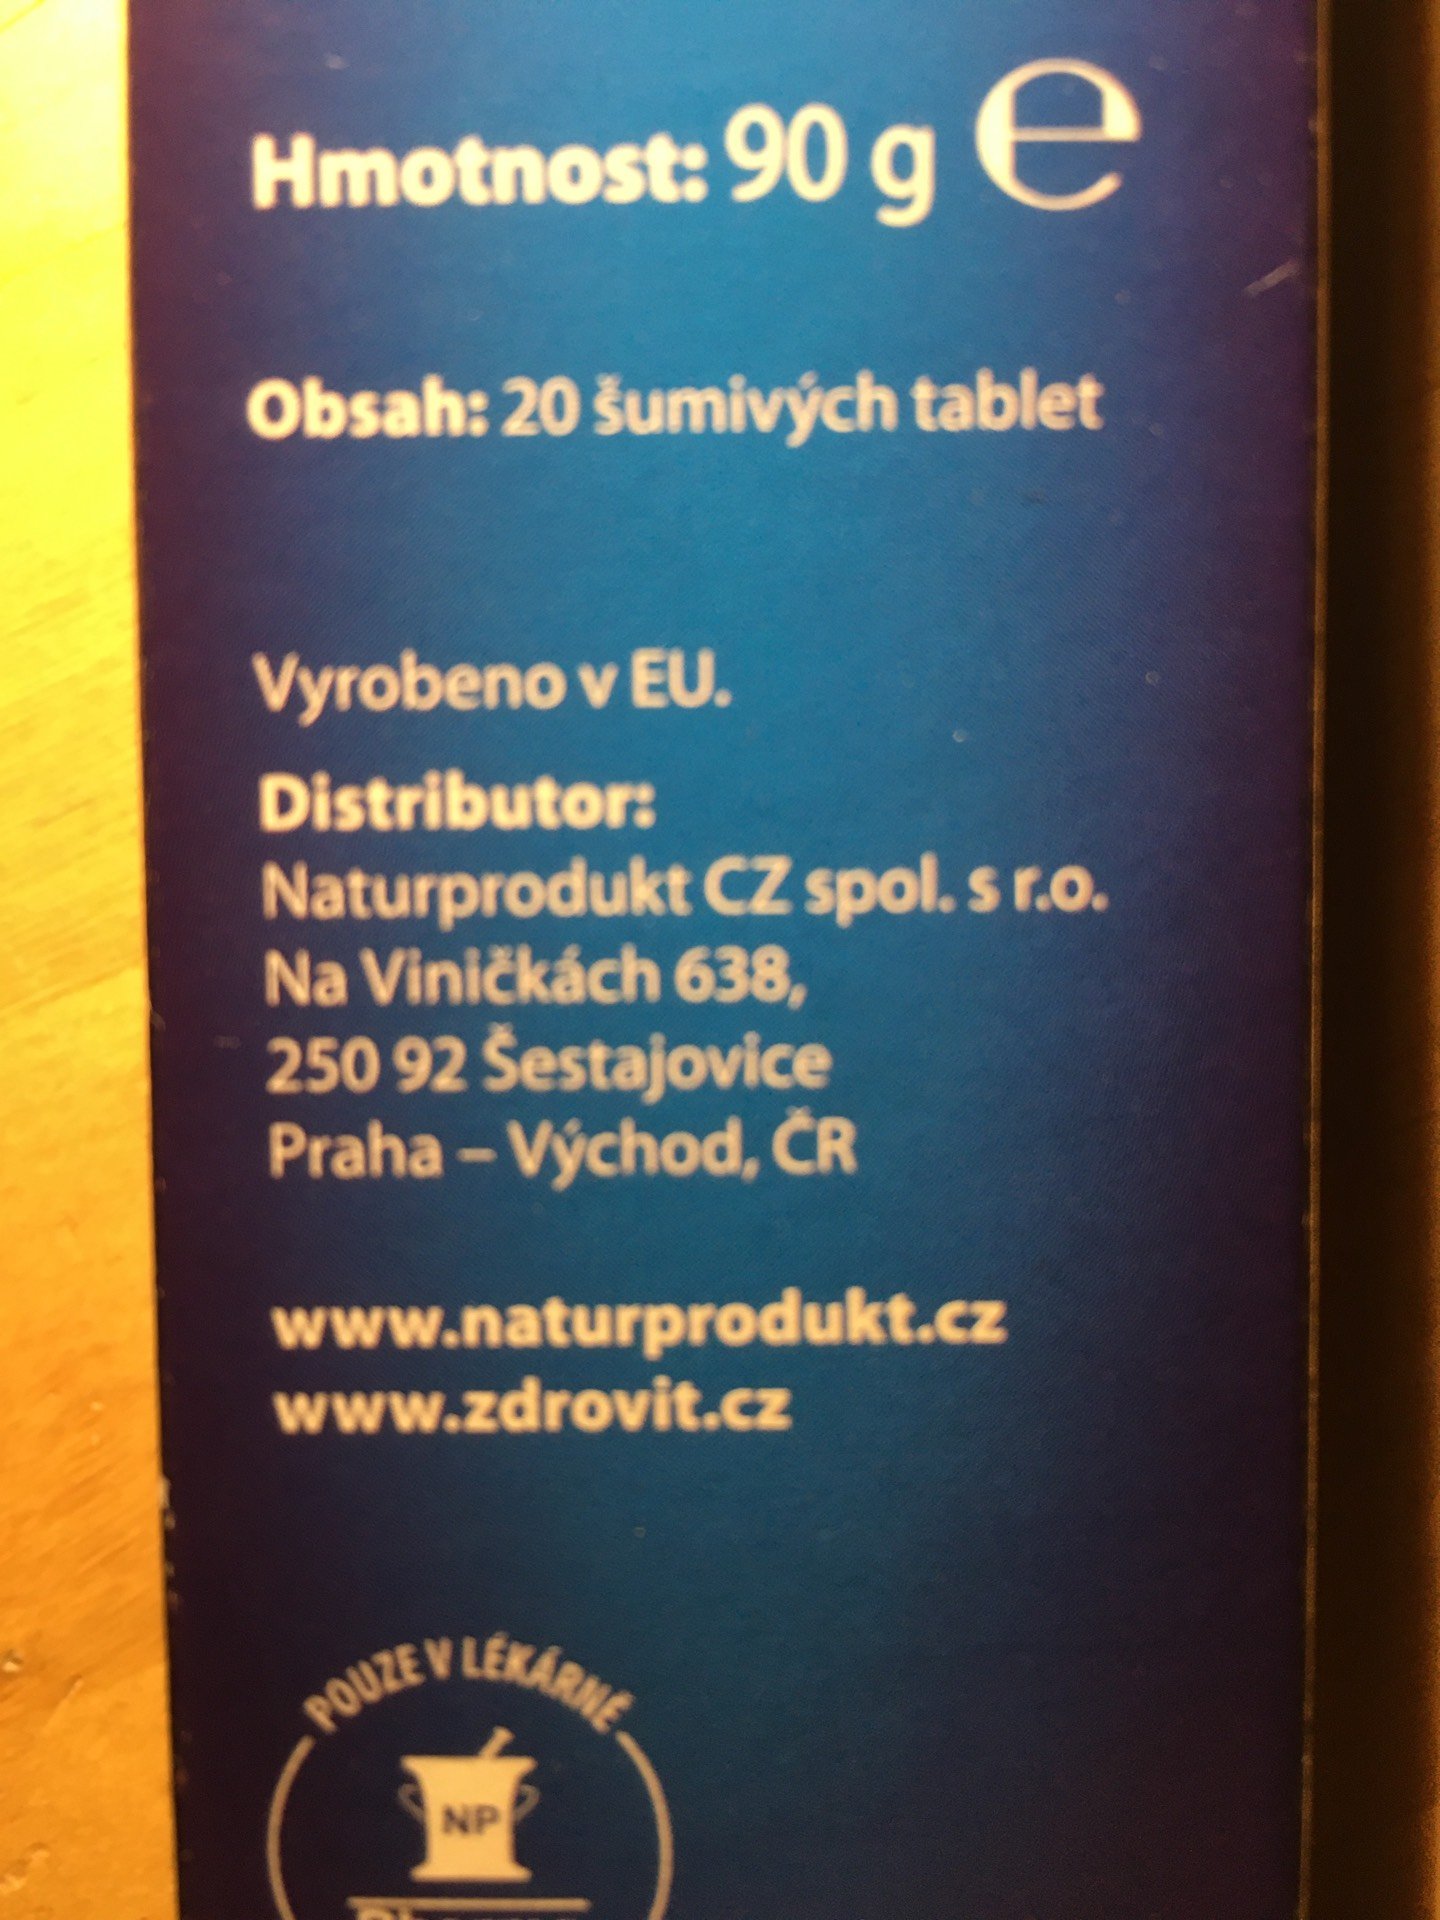 Hmotnost: 90 g e
Obsah: 20 šumivých tablet
Vyrobeno v EU.
Distributor:
Naturprodukt CZ spol. s r.o.
Na Viničkách 638,
250 92 Šestajovice
Praha – Východ, ČR
www.naturprodukt.cz
www.zdrovit.cz
POUZE V LÉKÁRNĚ
NP